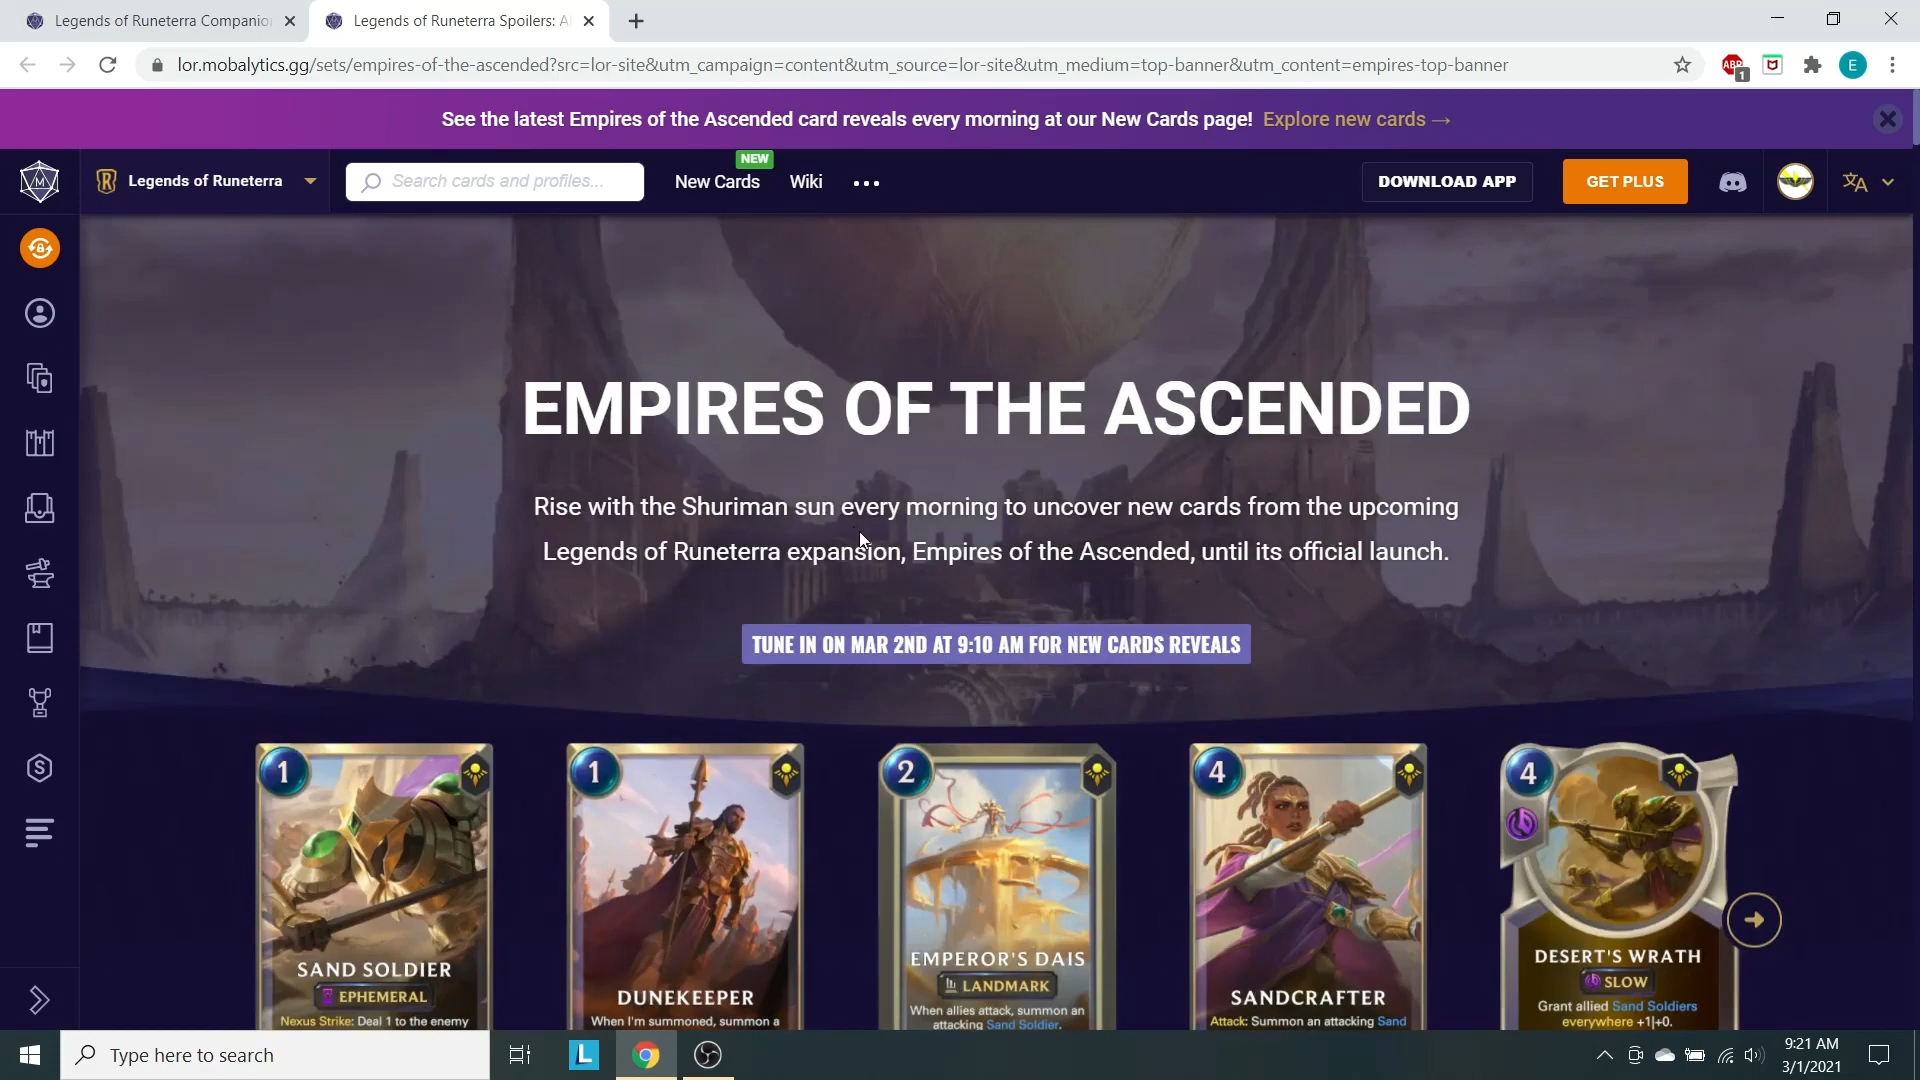 Legends of Runeterra Companio
Legends of Runeterra Spoilers: A
lor.mobalytics.gg/sets/empires-of-the-ascended?src=lor-site&utm_campaign=content&utm_source=lor-site&utm_medium=top-banner&utm_content=empires-top-banner
ABP
1
E
See the latest Empires of the Ascended card reveals every morning at our New Cards page! Explore new cards →
M
Legends of Runeterra
Search cards and profiles...
NEW
New Cards
Wiki
DOWNLOAD APP
GET PLUS
文A
EMPIRES OF THE ASCENDED
Rise with the Shuriman sun every morning to uncover new cards from the upcoming
Legends of Runeterra expansion, Empires of the Ascended, until its official launch.
TUNE IN ON MAR 2ND AT 9:10 AM FOR NEW CARDS REVEALS
1
SAND SOLDIER
EPHEMERAL
Nexus Strike: Deal 1 to the enemy
1
DUNEKEEPER
When I'm summoned, summon a
2
EMPEROR'S DAIS
LANDMARK
When allies attack, summon an
attacking Sand Soldier.
4
SANDCRAFTER
Attack: Summon an attacking Sand
4
DESERT'S WRATH
SLOW
Grant allied Sand Soldiers
everywhere +1|+0.
Type here to search
L
9:21 AM
3/1/2021